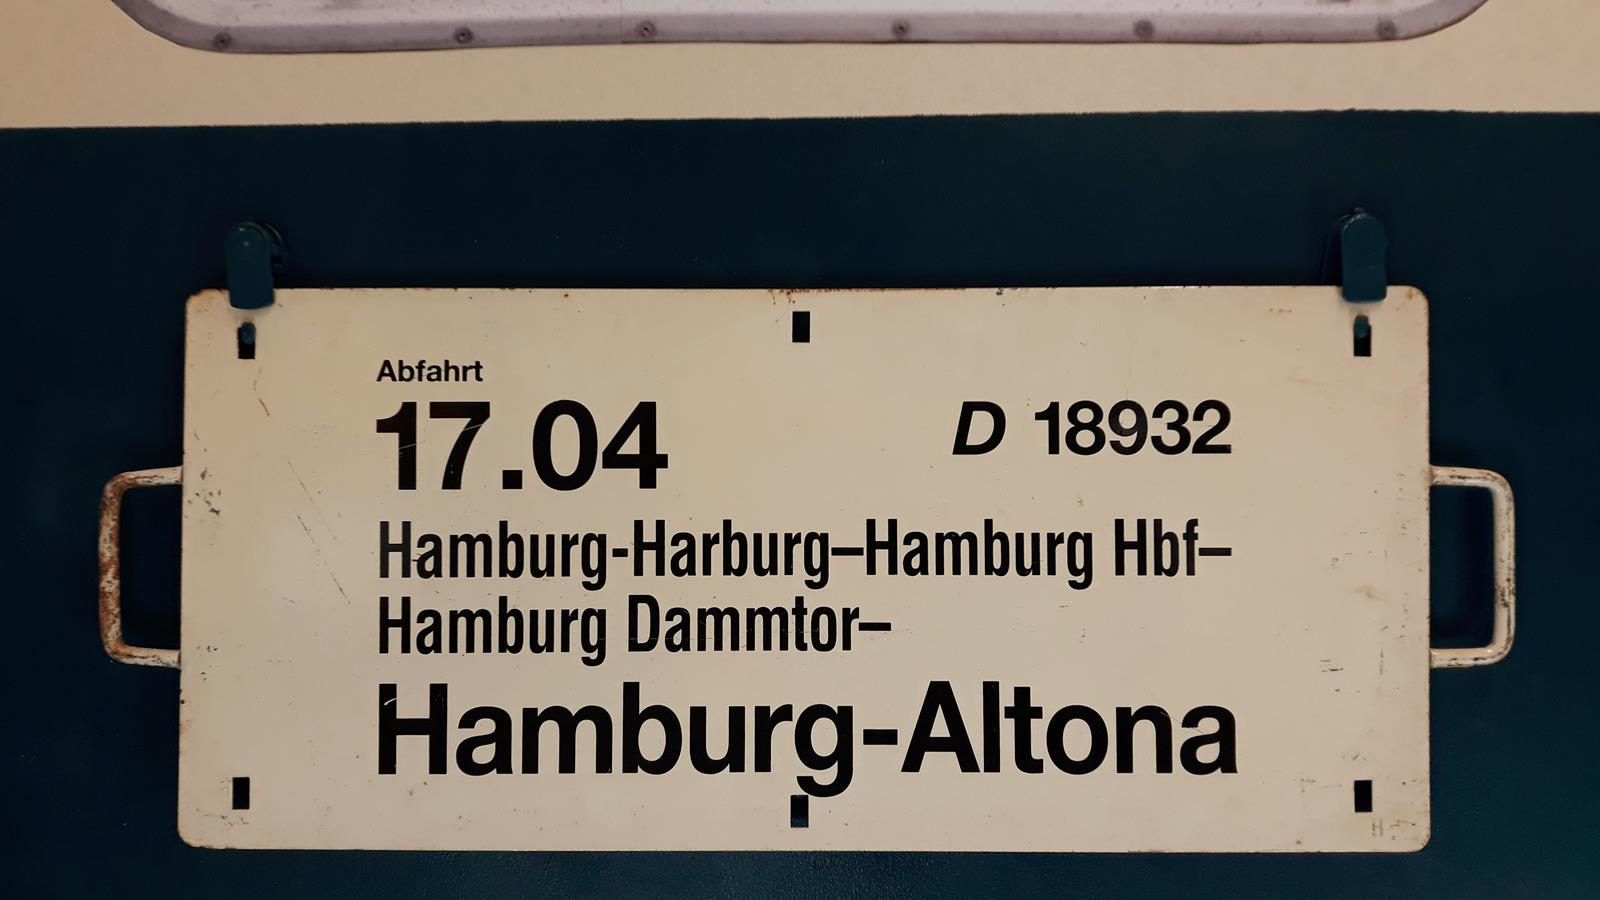 Abfahrt
17.04 D 18932
Hamburg-Harburg–Hamburg Hbf–
Hamburg Dammtor–
Hamburg-Altona